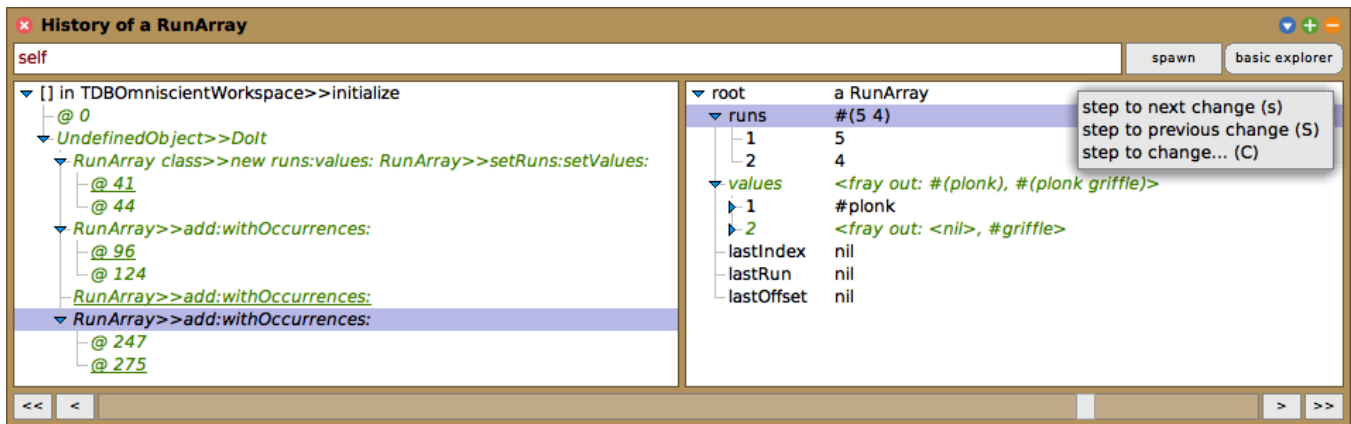 History of a RunArray
self
spawn
basic explorer
[] in TDBOmniscientWorkspace>>initialize
@ 0
UndefinedObject>>DoIt
RunArray class>>new runs:values: RunArray>>setRuns:setValues:
@ 41
@ 44
RunArray>>add:withOccurrences:
@ 96
@ 124
RunArray>>add:withOccurrences:
RunArray>>add:withOccurrences:
@ 247
@ 275
root a RunArray
runs #(5 4)
1 5
2 4
values <fray out: #(plonk), #(plonk griffle)>
1 #plonk
2 <fray out: <nil>, #griffle>
lastIndex nil
lastRun nil
lastOffset nil
step to next change (s)
step to previous change (S)
step to change... (C)
<< < > >>